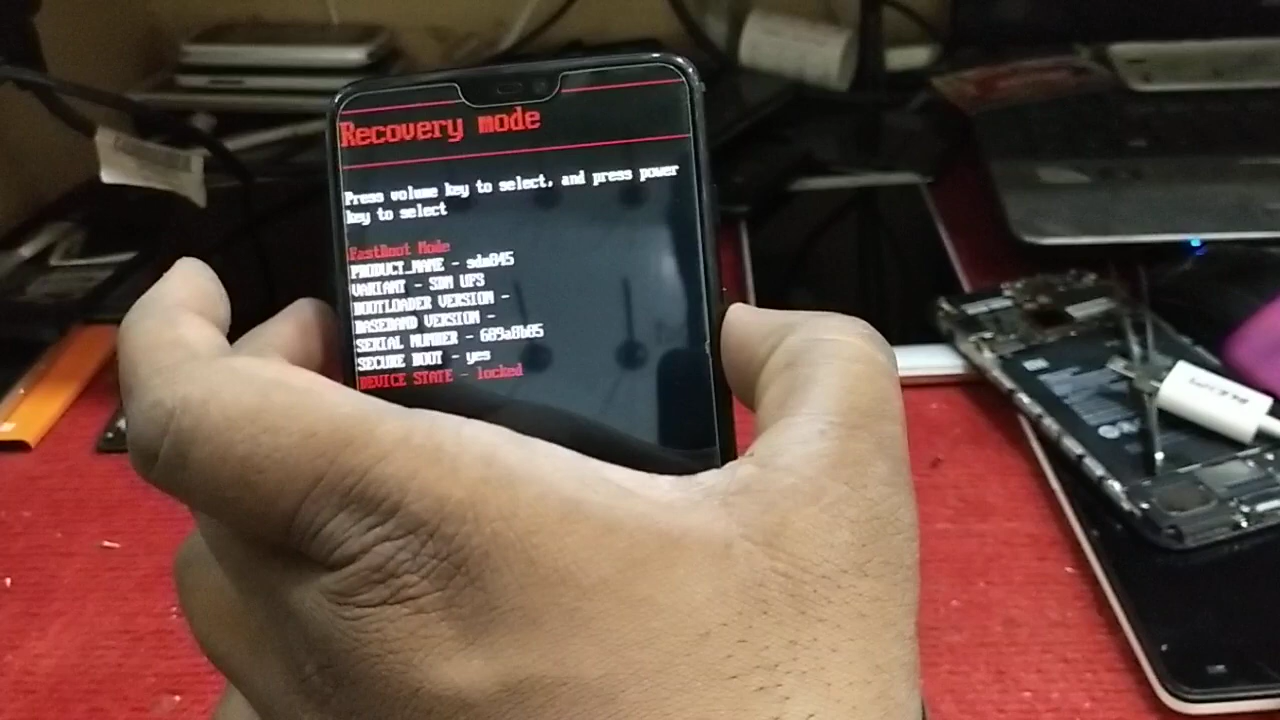 Recovery mode
Press volume key to select, and press power
key to select
FastBoot Mode
PRODUCT_NAME - sdm845
VARIANT - SDM UFS
BOOTLOADER VERSION -
BASEBAND VERSION -
SERIAL NUMBER - 609a8b05
SECURE BOOT - yes
DEVICE STATE - locked